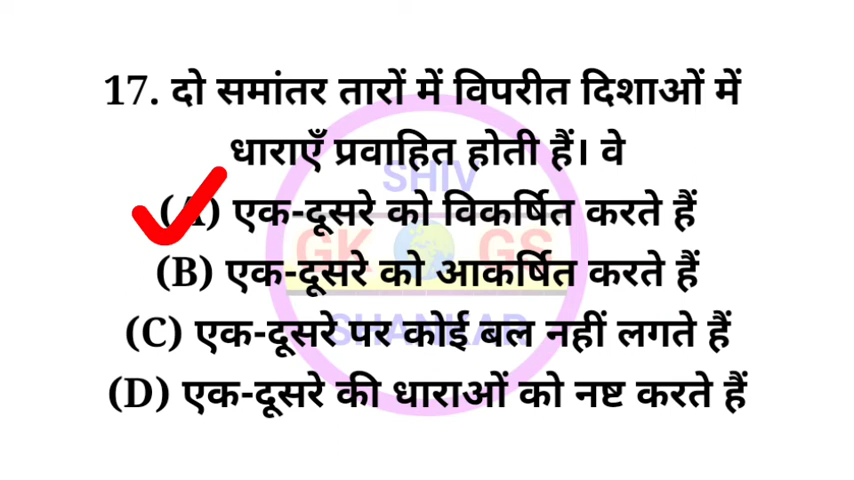 17. दो समांतर तारों में विपरीत दिशाओं में
धाराएँ प्रवाहित होती हैं। वे
(A) एक-दूसरे को विकर्षित करते हैं
(B) एक-दूसरे को आकर्षित करते हैं
(C) एक-दूसरे पर कोई बल नहीं लगते हैं
(D) एक-दूसरे की धाराओं को नष्ट करते हैं
SHIV
GK GS
SHANKAR